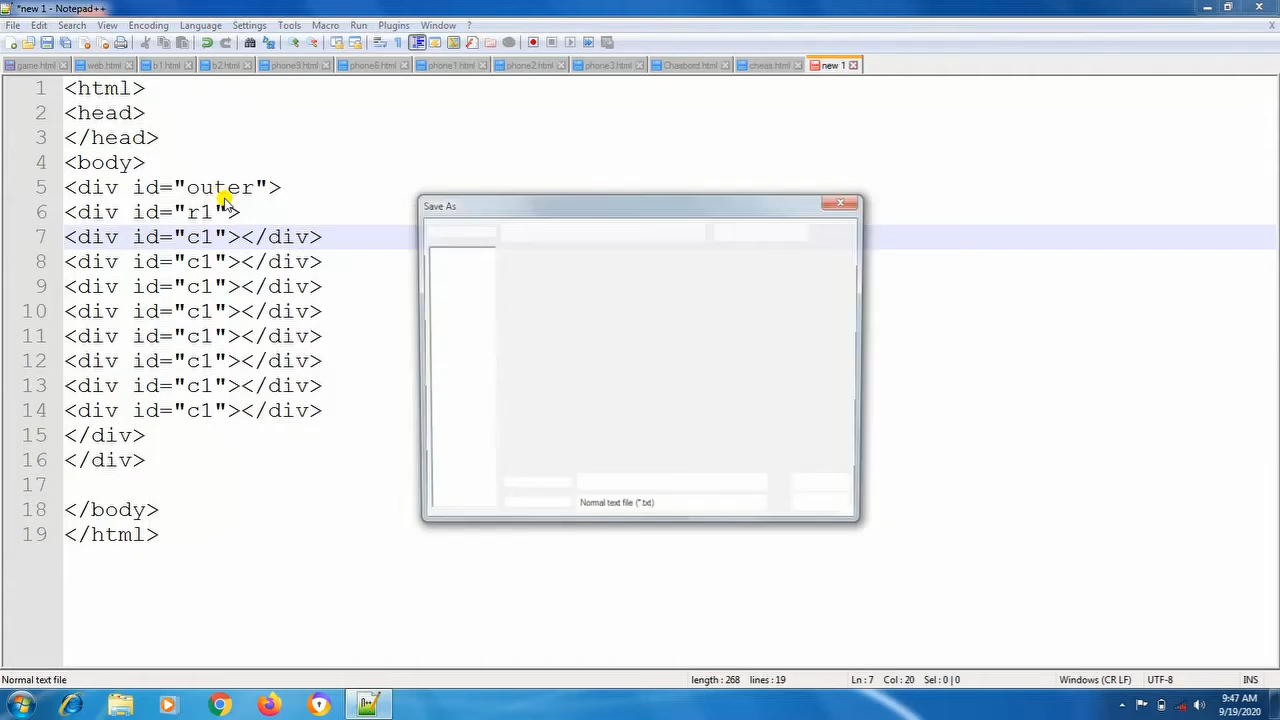 *new 1 - Notepad++
File Edit Search View Encoding Language Settings Tools Macro Run Plugins Window ?
X
game.html web.html b1.html b2.html phone9.html phone6.html phone1.html phone2.html phone3.html Chasbord.html cheas.html new 1
1 <html>
2 <head>
3 </head>
4 <body>
5 <div id="outer">
6 <div id="r1">
7 <div id="c1"></div>
8 <div id="c1"></div>
9 <div id="c1"></div>
10 <div id="c1"></div>
11 <div id="c1"></div>
12 <div id="c1"></div>
13 <div id="c1"></div>
14 <div id="c1"></div>
15 </div>
16 </div>
17
18 </body>
19 </html>
Save As
Normal text file (*.txt)
Normal text file length : 268 lines : 19 Ln : 7 Col : 20 Sel : 0 | 0 Windows (CR LF) UTF-8 INS
9:47 AM
9/19/2020